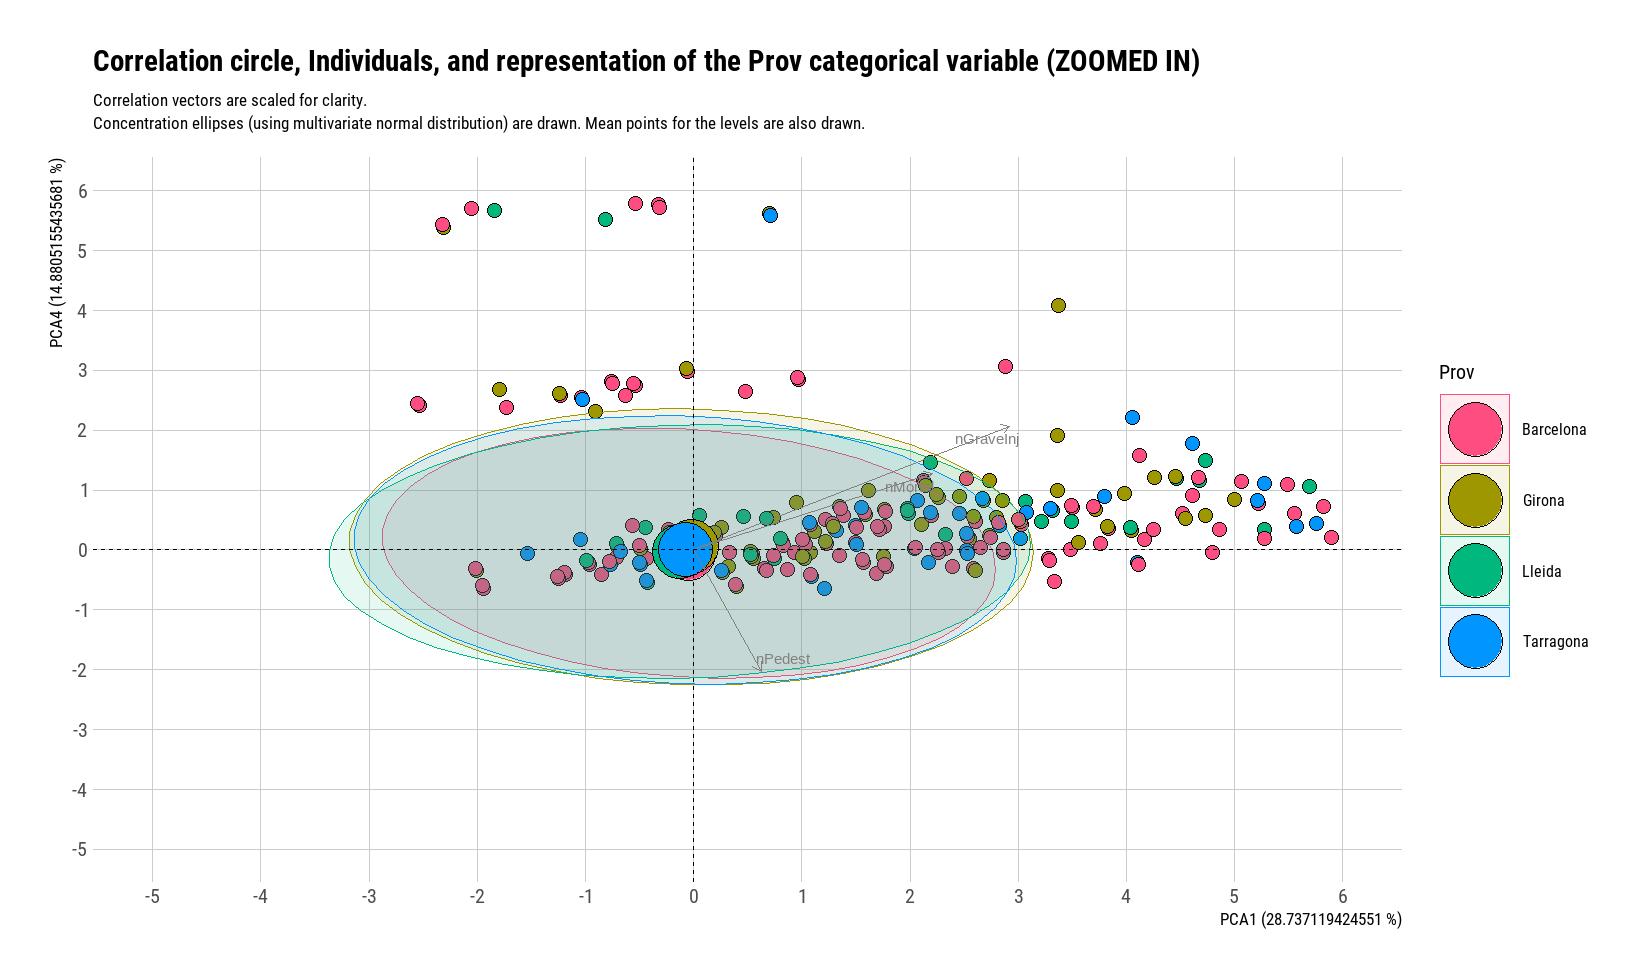 Correlation circle, Individuals, and representation of the Prov categorical variable (ZOOMED IN)
Correlation vectors are scaled for clarity.
Concentration ellipses (using multivariate normal distribution) are drawn. Mean points for the levels are also drawn.
PCA4 (14.8805155435681 %)
6
5
4
3
2
1
0
-1
-2
-3
-4
-5
nGraveInj
nPedest
-5
-4
-3
-2
-1
0
1
2
3
4
5
6
PCA1 (28.737119424551 %)
Prov
Barcelona
Girona
Lleida
Tarragona